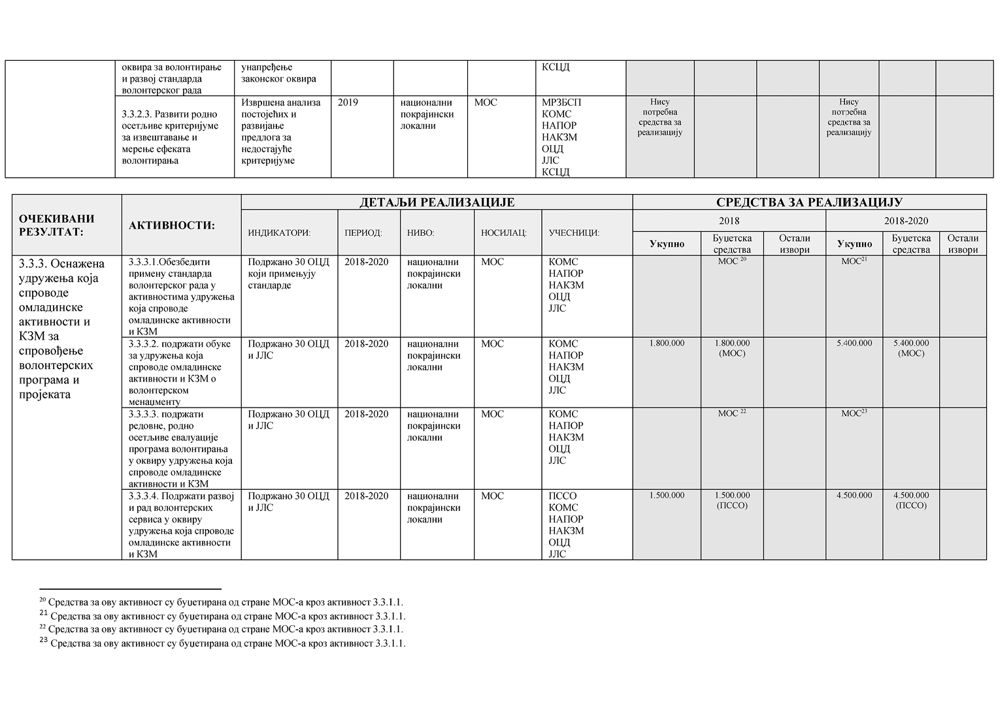 оквира за волонтирање
и развој стандарда
волонтерског рада
унапређење
законског оквира
КСЦД
3.3.2.3. Развити родно
осетљиве критеријуме
за извештавање и
мерење ефеката
волонтирања
Извршена анализа
постојећих и
развијање
предлога за
недостајуће
критеријуме
2019
национални
покрајински
локални
МОС
МРЗБСП
КОМС
НАПОР
НАКЗМ
ОЦД
ЈЛС
КСЦД
Нису
потребна
средства за
реализацију
Нису
потребна
средства за
реализацију
ОЧЕКИВАНИ
РЕЗУЛТАТ:
АКТИВНОСТИ:
ДЕТАЉИ РЕАЛИЗАЦИЈЕ
СРЕДСТВА ЗА РЕАЛИЗАЦИЈУ
ИНДИКАТОРИ:
ПЕРИОД:
НИВО:
НОСИЛАЦ:
УЧЕСНИЦИ:
2018
2018-2020
Укупно
Буџетска
средства
Остали
извори
Укупно
Буџетска
средства
Остали
извори
3.3.3. Оснажена
удружења која
спроводе
омладинске
активности и
КЗМ за
спровођење
волонтерских
програма и
пројеката
3.3.3.1.Обезбедити
примену стандарда
волонтерског рада у
активностима удружења
која спроводе
омладинске активности
и КЗМ
Подржано 30 ОЦД
који примењују
стандарде
2018-2020
национални
покрајински
локални
МОС
КОМС
НАПОР
НАКЗМ
ОЦД
ЈЛС
МОС 20
МОС21
3.3.3.2. подржати обуке
за удружења која
спроводе омладинске
активности и КЗМ о
волонтерском
менаџменту
Подржано 30 ОЦД
и ЈЛС
2018-2020
национални
покрајински
локални
МОС
КОМС
НАПОР
НАКЗМ
ОЦД
ЈЛС
1.800.000
1.800.000
(МОС)
5.400.000
5.400.000
(МОС)
3.3.3.3. подржати
редовне, родно
осетљиве евалуације
програма волонтирања
у оквиру удружења која
спроводе омладинске
активности и КЗМ
Подржано 30 ОЦД
и ЈЛС
2018-2020
национални
покрајински
локални
МОС
КОМС
НАПОР
НАКЗМ
ОЦД
ЈЛС
МОС 22
МОС23
3.3.3.4. Подржати развој
и рад волонтерских
сервиса у оквиру
удружења која спроводе
омладинске активности
и КЗМ
Подржано 30 ОЦД
и ЈЛС
2018-2020
национални
покрајински
локални
МОС
ПССО
КОМС
НАПОР
НАКЗМ
ОЦД
ЈЛС
1.500.000
1.500.000
(ПССО)
4.500.000
4.500.000
(ПССО)
20 Средства за ову активност су буџетирана од стране МОС-а кроз активност 3.3.1.1.
21 Средства за ову активност су буџетирана од стране МОС-а кроз активност 3.3.1.1.
22 Средства за ову активност су буџетирана од стране МОС-а кроз активност 3.3.1.1.
23 Средства за ову активност су буџетирана од стране МОС-а кроз активност 3.3.1.1.